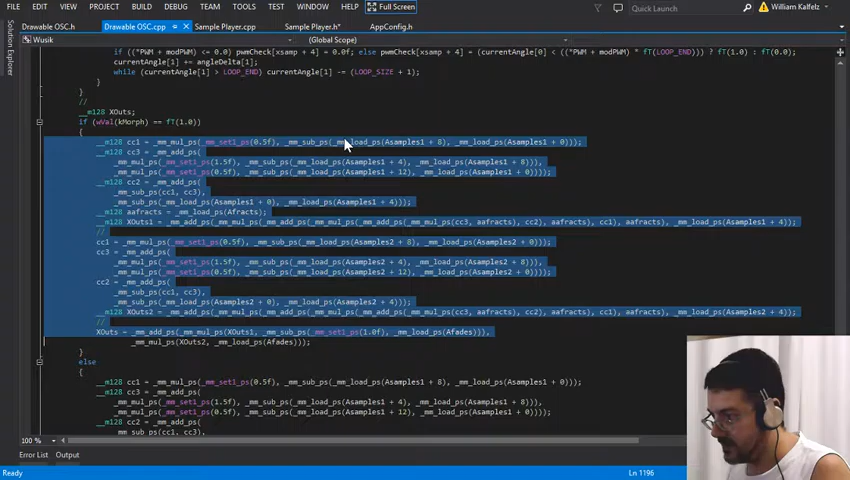 FILE EDIT VIEW PROJECT BUILD DEBUG TEAM TOOLS TEST WINDOW HELP Full Screen Quick Launch William Kalfelz
Drawable OSC.h Drawable OSC.cpp Sample Player.cpp Sample Player.h* AppConfig.h
Solution Explorer
Wusik (Global Scope)
if ((*PWM + modPWM) <= 0.0) pwmCheck[xsamp + 4] = 0.0f; else pwmCheck[xsamp + 4] = (currentAngle[0] < ((*PWM + modPWM) * fT(LOOP_END)) ? fT(1.0) : fT(0.0)
currentAngle[1] += angleDelta[1];
while (currentAngle[1] > LOOP_END) currentAngle[1] -= (LOOP_SIZE + 1);
}
}
//
__m128 XOuts;
if (wVal(kMorph) == fT(1.0))
{
__m128 cc1 = _mm_mul_ps(_mm_set1_ps(0.5f), _mm_sub_ps(_mm_load_ps(Asamples1 + 8), _mm_load_ps(Asamples1 + 0)));
__m128 cc3 = _mm_add_ps(
_mm_mul_ps(_mm_set1_ps(1.5f), _mm_sub_ps(_mm_load_ps(Asamples1 + 4), _mm_load_ps(Asamples1 + 8))),
_mm_mul_ps(_mm_set1_ps(0.5f), _mm_sub_ps(_mm_load_ps(Asamples1 + 12), _mm_load_ps(Asamples1 + 0))));
__m128 cc2 = _mm_add_ps(
_mm_sub_ps(cc1, cc3),
_mm_sub_ps(_mm_load_ps(Asamples1 + 0), _mm_load_ps(Asamples1 + 4)));
__m128 aafracts = _mm_load_ps(Afracts);
__m128 XOuts1 = _mm_add_ps(_mm_mul_ps(_mm_add_ps(_mm_mul_ps(_mm_add_ps(_mm_mul_ps(cc3, aafracts), cc2), aafracts), cc1), aafracts), _mm_load_ps(Asamples1 + 4));
//
cc1 = _mm_mul_ps(_mm_set1_ps(0.5f), _mm_sub_ps(_mm_load_ps(Asamples2 + 8), _mm_load_ps(Asamples2 + 0)));
cc3 = _mm_add_ps(
_mm_mul_ps(_mm_set1_ps(1.5f), _mm_sub_ps(_mm_load_ps(Asamples2 + 4), _mm_load_ps(Asamples2 + 8))),
_mm_mul_ps(_mm_set1_ps(0.5f), _mm_sub_ps(_mm_load_ps(Asamples2 + 12), _mm_load_ps(Asamples2 + 0))));
cc2 = _mm_add_ps(
_mm_sub_ps(cc1, cc3),
_mm_sub_ps(_mm_load_ps(Asamples2 + 0), _mm_load_ps(Asamples2 + 4)));
__m128 XOuts2 = _mm_add_ps(_mm_mul_ps(_mm_add_ps(_mm_mul_ps(_mm_add_ps(_mm_mul_ps(cc3, aafracts), cc2), aafracts), cc1), aafracts), _mm_load_ps(Asamples2 + 4));
//
XOuts = _mm_add_ps(_mm_mul_ps(XOuts1, _mm_sub_ps(_mm_set1_ps(1.0f), _mm_load_ps(Afades))),
_mm_mul_ps(XOuts2, _mm_load_ps(Afades)));
}
else
{
__m128 cc1 = _mm_mul_ps(_mm_set1_ps(0.5f), _mm_sub_ps(_mm_load_ps(Asamples1 + 8), _mm_load_ps(Asamples1 + 0)));
__m128 cc3 = _mm_add_ps(
_mm_mul_ps(_mm_set1_ps(1.5f), _mm_sub_ps(_mm_load_ps(Asamples1 + 4), _mm_load_ps(Asamples1 + 8))),
_mm_mul_ps(_mm_set1_ps(0.5f), _mm_sub_ps(_mm_load_ps(Asamples1 + 12), _mm_load_ps(Asamples1 + 0))));
__m128 cc2 = _mm_add_ps(
_mm_sub_ps(cc1, cc3),
100 %
Error List Output
Ready Ln 1196